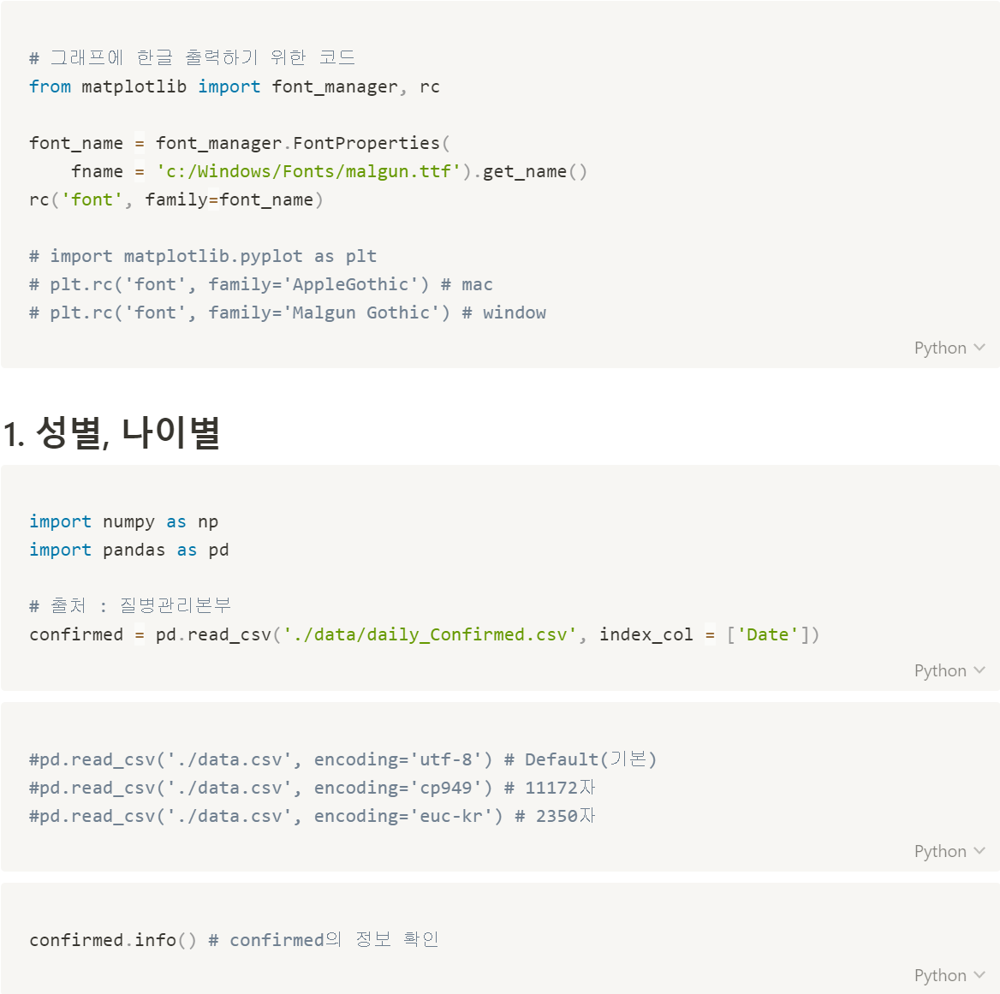 # 그래프에 한글 출력하기 위한 코드
from matplotlib import font_manager, rc
font_name = font_manager.FontProperties(
    fname = 'c:/Windows/Fonts/malgun.ttf').get_name()
rc('font', family=font_name)
# import matplotlib.pyplot as plt
# plt.rc('font', family='AppleGothic') # mac
# plt.rc('font', family='Malgun Gothic') # window
Python
1. 성별, 나이별
import numpy as np
import pandas as pd
# 출처 : 질병관리본부
confirmed = pd.read_csv('./data/daily_Confirmed.csv', index_col = ['Date'])
Python
#pd.read_csv('./data.csv', encoding='utf-8') # Default(기본)
#pd.read_csv('./data.csv', encoding='cp949') # 11172자
#pd.read_csv('./data.csv', encoding='euc-kr') # 2350자
Python
confirmed.info() # confirmed의 정보 확인
Python